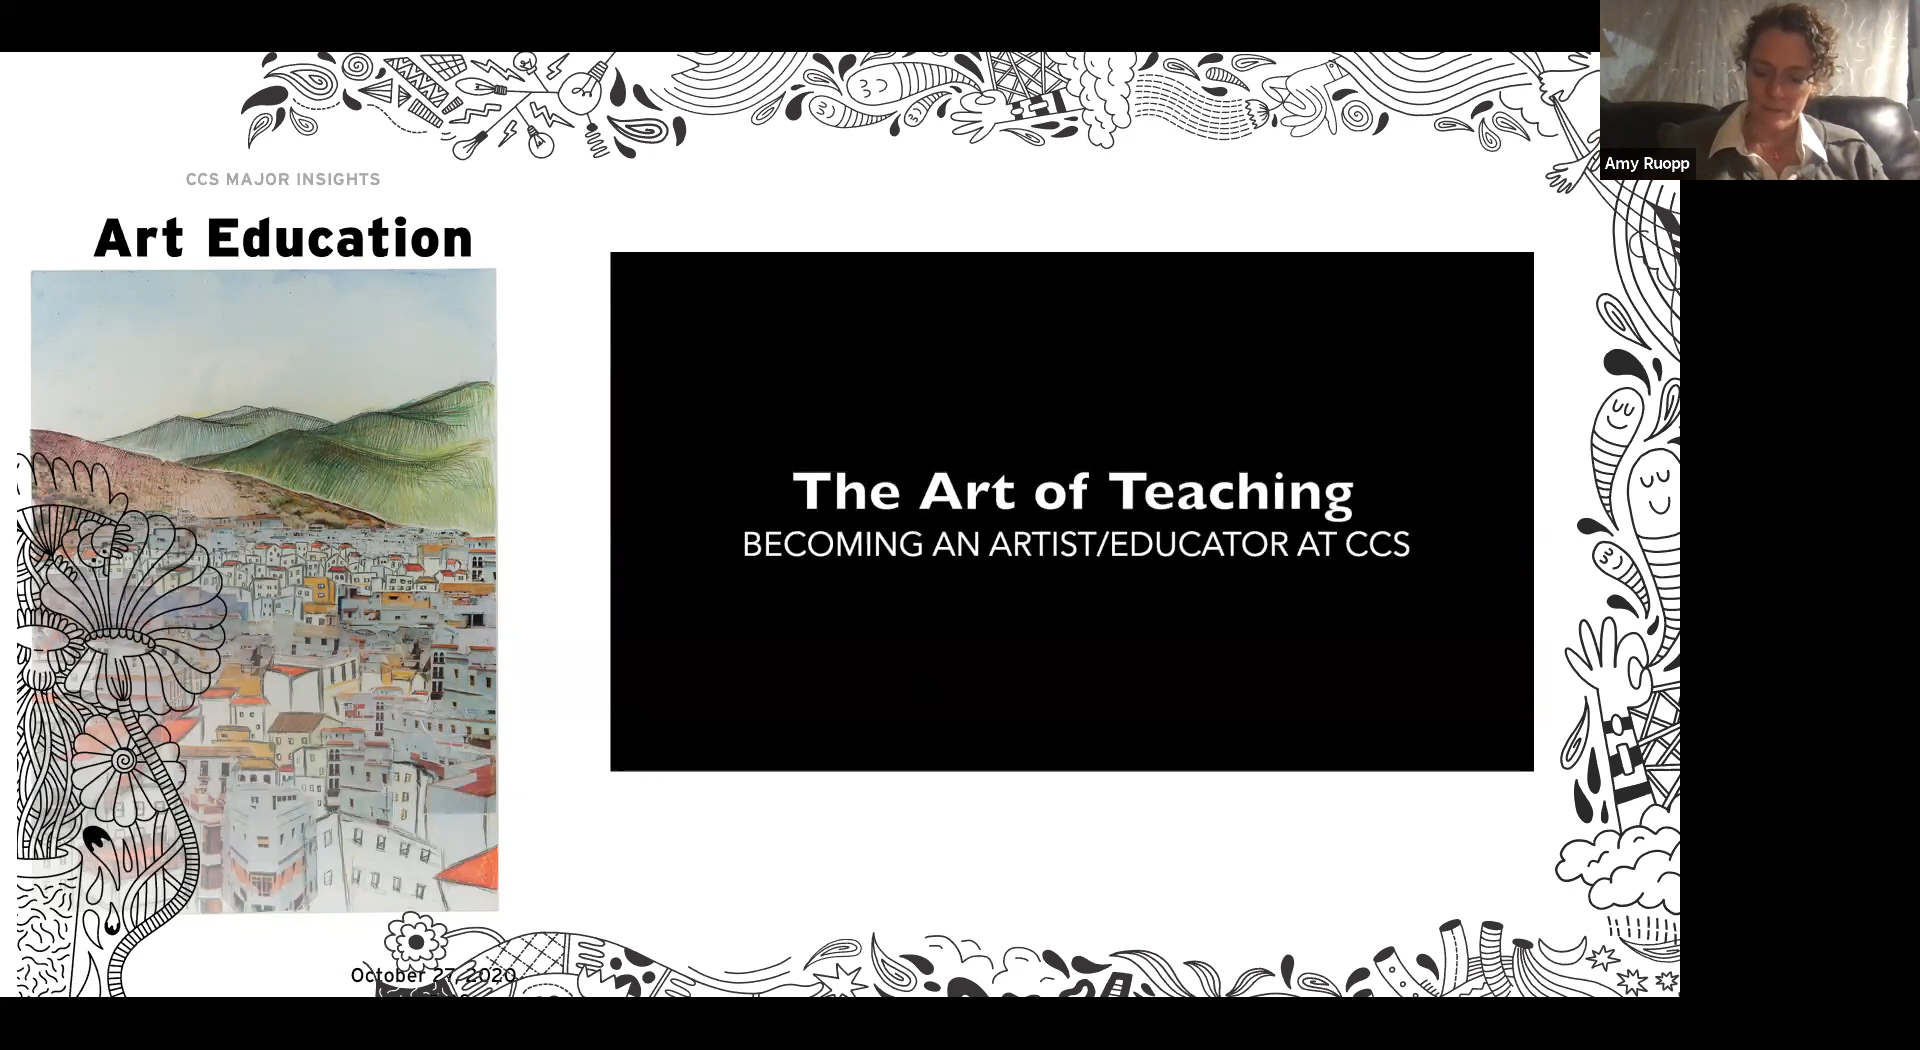 CCS MAJOR INSIGHTS
Art Education
The Art of Teaching
BECOMING AN ARTIST/EDUCATOR AT CCS
October 27, 2020
Amy Ruopp